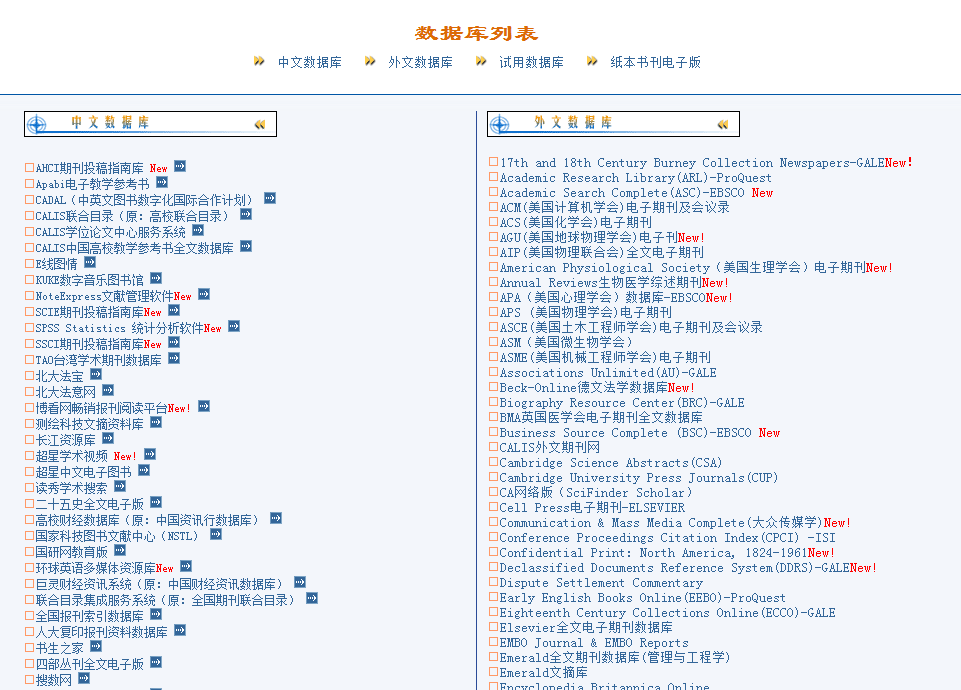 数据库列表
中文数据库 外文数据库 试用数据库 纸本书刊电子版
中文数据库
AHCI期刊投稿指南库 New
Apabi电子教学参考书
CADAL（中英文图书数字化国际合作计划）
CALIS联合目录（原：高校联合目录）
CALIS学位论文中心服务系统
CALIS中国高校教学参考书全文数据库
E线图情
KUKE数字音乐图书馆
NoteExpress文献管理软件New
SCIE期刊投稿指南库New
SPSS Statistics 统计分析软件New
SSCI期刊投稿指南库New
TAO台湾学术期刊数据库
北大法宝
北大法意网
博看网畅销报刊阅读平台New!
测绘科技文摘资料库
长江资源库
超星学术视频 New!
超星中文电子图书
读秀学术搜索
二十五史全文电子版
高校财经数据库（原：中国资讯行数据库）
国家科技图书文献中心（NSTL）
国研网教育版
环球英语多媒体资源库New
巨灵财经资讯系统（原：中国财经资讯数据库）
联合目录集成服务系统（原：全国期刊联合目录）
全国报刊索引数据库
人大复印报刊资料数据库
书生之家
四部丛刊全文电子版
搜数网
外文数据库
17th and 18th Century Burney Collection Newspapers-GALENew!
Academic Research Library(ARL)-ProQuest
Academic Search Complete(ASC)-EBSCO New
ACM(美国计算机学会)电子期刊及会议录
ACS(美国化学会)电子期刊
AGU(美国地球物理学会)电子刊New!
AIP(美国物理联合会)全文电子期刊
American Physiological Society（美国生理学会）电子期刊New!
Annual Reviews生物医学综述期刊New!
APA（美国心理学会）数据库-EBSCONew!
APS (美国物理学会)电子期刊
ASCE(美国土木工程师学会)电子期刊及会议录
ASM（美国微生物学会）
ASME(美国机械工程师学会)电子期刊
Associations Unlimited(AU)-GALE
Beck-Online德文法学数据库New!
Biography Resource Center(BRC)-GALE
BMA英国医学会电子期刊全文数据库
Business Source Complete (BSC)-EBSCO New
CALIS外文期刊网
Cambridge Science Abstracts(CSA)
Cambridge University Press Journals(CUP)
CA网络版（SciFinder Scholar）
Cell Press电子期刊-ELSEVIER
Communication & Mass Media Complete(大众传媒学)New!
Conference Proceedings Citation Index(CPCI) -ISI
Confidential Print: North America, 1824-1961New!
Declassified Documents Reference System(DDRS)-GALENew!
Dispute Settlement Commentary
Early English Books Online(EEBO)-ProQuest
Eighteenth Century Collections Online(ECCO)-GALE
Elsevier全文电子期刊数据库
EMBO Journal & EMBO Reports
Emerald全文期刊数据库(管理与工程学)
Emerald文摘库
Encyclopedia Britannica Online